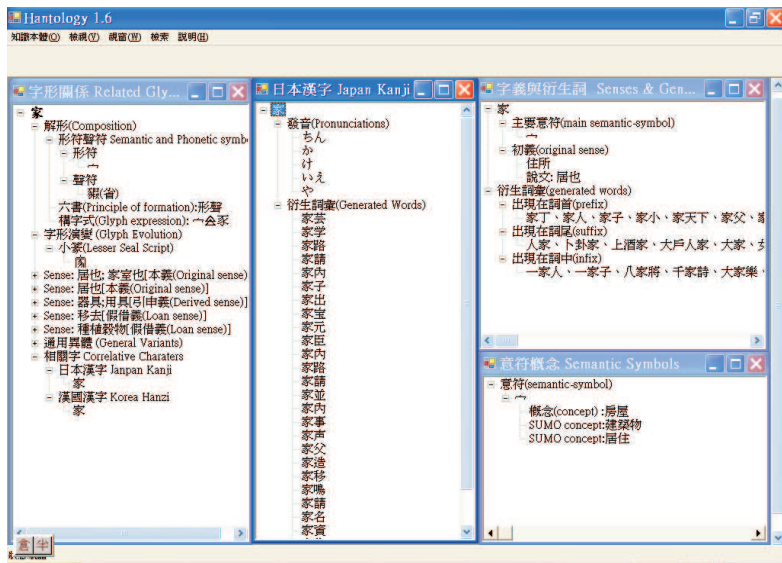 Hantology 1.6
知識本體(O) 檢視(V) 視窗(W) 檢索 說明(H)
字形關係 Related Gly...
家
解形(Composition)
形符聲符 Semantic and Phonetic symb
形符
宀
聲符
豭(省)
六書(Principle of formation):形聲
構字式(Glyph expression):
字形演變 (Glyph Evolution)
小篆(Lesser Seal Script)
Sense: 居也; 家室也[本義(Original sense)
Sense: 居也[本義(Original sense)]
Sense: 器具;用具[引申義(Derived sense)]
Sense: 移去[假借義(Loan sense)]
Sense: 種植穀物[假借義(Loan sense)]
通用異體 (General Variants)
相關字 Correlative Charaters
日本漢字 Janpan Kanji
家
漢國漢字 Korea Hanzi
家
日本漢字 Japan Kanji
家
發音(Pronunciations)
ちん
か
け
いえ
や
衍生詞彙(Generated Words)
家芸
家学
家路
家請
家内
家子
家出
家宝
家元
家臣
家内
家路
家請
家並
家内
家事
家声
家父
家造
家移
家鳴
家請
家名
家資
字義與衍生詞 Senses & Gen...
家
主要意符(main semantic-symbol)
宀
初義(original sense)
住所
說文: 居也
衍生詞彙(generated words)
出現在詞首(prefix)
家丁、家人、家子、家小、家天下、家父、
出現在詞尾(suffix)
人家、卜卦家、上酒家、大戶人家、大家、
出現在詞中(infix)
一家人、一家子、八家將、千家詩、大家樂、
意符概念 Semantic Symbols
意符(semantic-symbol)
宀
概念(concept) :房屋
SUMO concept:建築物
SUMO concept:居住
倉 半